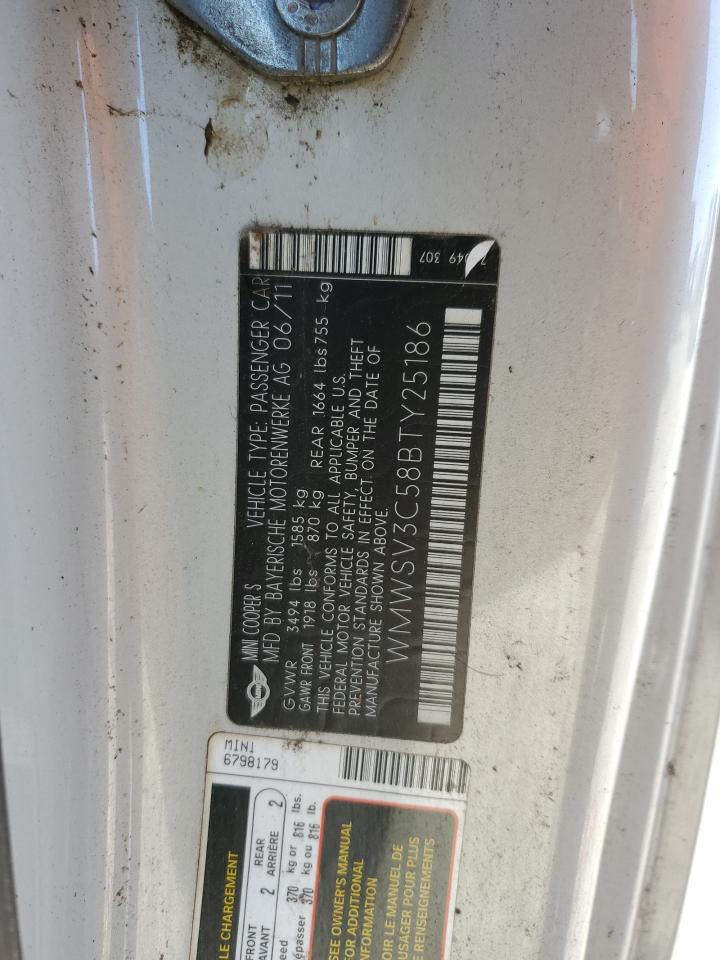 MINI COOPER S VEHICLE TYPE: PASSENGER CAR
MFD BY BAYERISCHE MOTORENWERKE AG 06/11
GVWR 3494 lbs 1585 kg
GAWR FRONT 1918 lbs 870 kg REAR 1664 lbs 755 kg
THIS VEHICLE CONFORMS TO ALL APPLICABLE U.S.
FEDERAL MOTOR VEHICLE SAFETY, BUMPER AND THEFT
PREVENTION STANDARDS IN EFFECT ON THE DATE OF
MANUFACTURE SHOWN ABOVE.
WMWSV3C58BTY25186
049 307
MINI
6798179
LE CHARGEMENT
FRONT 2 REAR 2
AVANT ARRIÈRE
eed 370 kg or 816 lbs.
épasser 370 kg ou 816 lb.
SEE OWNER'S MANUAL
FOR ADDITIONAL
INFORMATION
OIR LE MANUEL DE
USAGER POUR PLUS
E RENSEIGNEMENTS